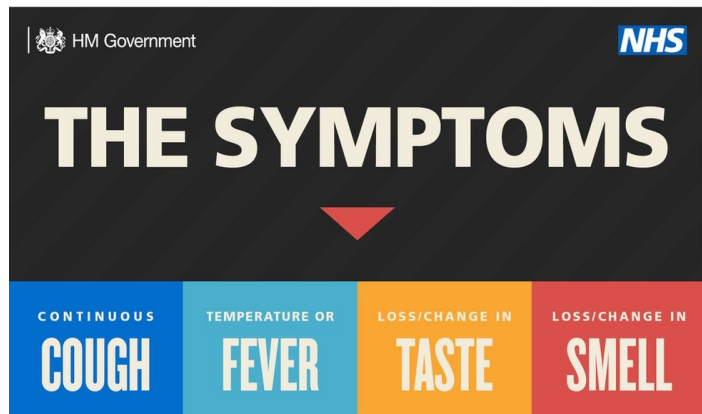 HM Government
NHS
THE SYMPTOMS
CONTINUOUS
COUGH
TEMPERATURE OR
FEVER
LOSS/CHANGE IN
TASTE
LOSS/CHANGE IN
SMELL